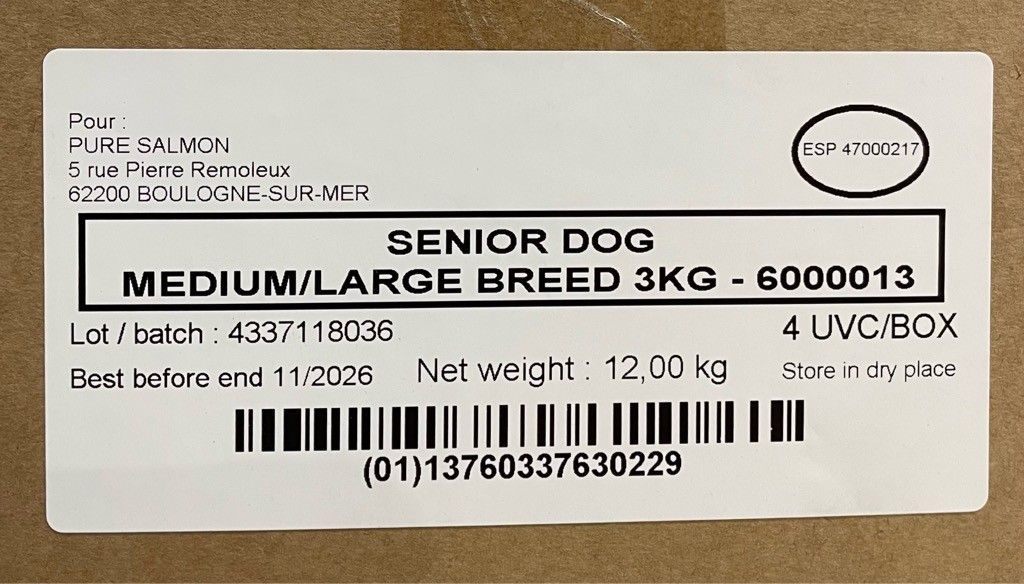 Pour :
PURE SALMON
5 rue Pierre Remoleux
62200 BOULOGNE-SUR-MER
ESP 47000217
SENIOR DOG
MEDIUM/LARGE BREED 3KG - 6000013
Lot / batch : 4337118036
4 UVC/BOX
Best before end 11/2026
Net weight : 12,00 kg
Store in dry place
(01)13760337630229